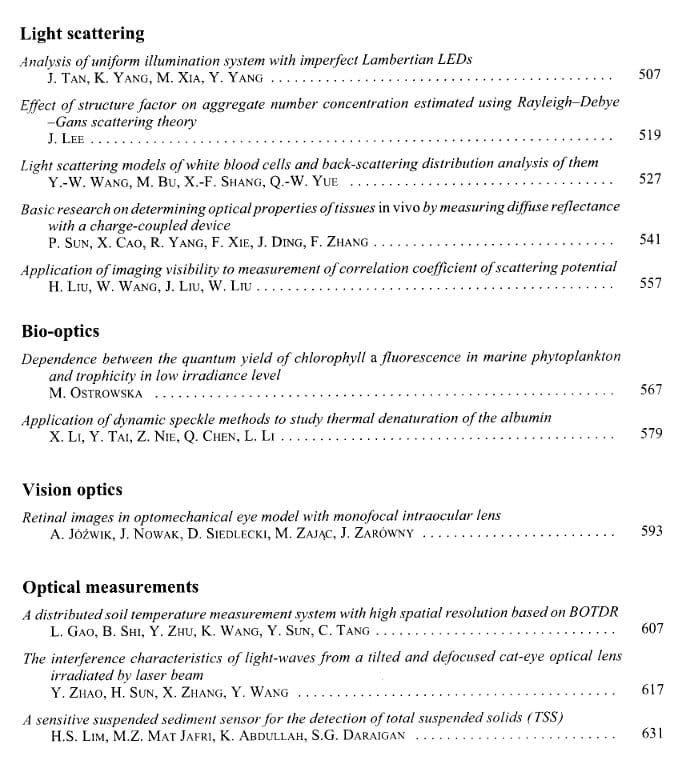 Light scattering
Analysis of uniform illumination system with imperfect Lambertian LEDs
J. Tan, K. Yang, M. Xia, Y. Yang ........................................... 507
Effect of structure factor on aggregate number concentration estimated using Rayleigh–Debye
–Gans scattering theory
J. Lee ........................................... 519
Light scattering models of white blood cells and back-scattering distribution analysis of them
Y.-W. Wang, M. Bu, X.-F. Shang, Q.-W. Yue ................................. 527
Basic research on determining optical properties of tissues in vivo by measuring diffuse reflectance
with a charge-coupled device
P. Sun, X. Cao, R. Yang, F. Xie, J. Ding, F. Zhang .............................. 541
Application of imaging visibility to measurement of correlation coefficient of scattering potential
H. Liu, W. Wang, J. Liu, W. Liu ............................................ 557
Bio-optics
Dependence between the quantum yield of chlorophyll a fluorescence in marine phytoplankton
and trophicity in low irradiance level
M. Ostrowska ........................................... 567
Application of dynamic speckle methods to study thermal denaturation of the albumin
X. Li, Y. Tai, Z. Nie, Q. Chen, L. Li ......................................... 579
Vision optics
Retinal images in optomechanical eye model with monofocal intraocular lens
A. Jóźwik, J. Nowak, D. Siedlecki, M. Zając, J. Zarówny ........................ 593
Optical measurements
A distributed soil temperature measurement system with high spatial resolution based on BOTDR
L. Gao, B. Shi, Y. Zhu, K. Wang, Y. Sun, C. Tang .............................. 607
The interference characteristics of light-waves from a tilted and defocused cat-eye optical lens
irradiated by laser beam
Y. Zhao, H. Sun, X. Zhang, Y. Wang ........................................ 617
A sensitive suspended sediment sensor for the detection of total suspended solids (TSS)
H.S. Lim, M.Z. Mat Jafri, K. Abdullah, S.G. Daraigan ......................... 631